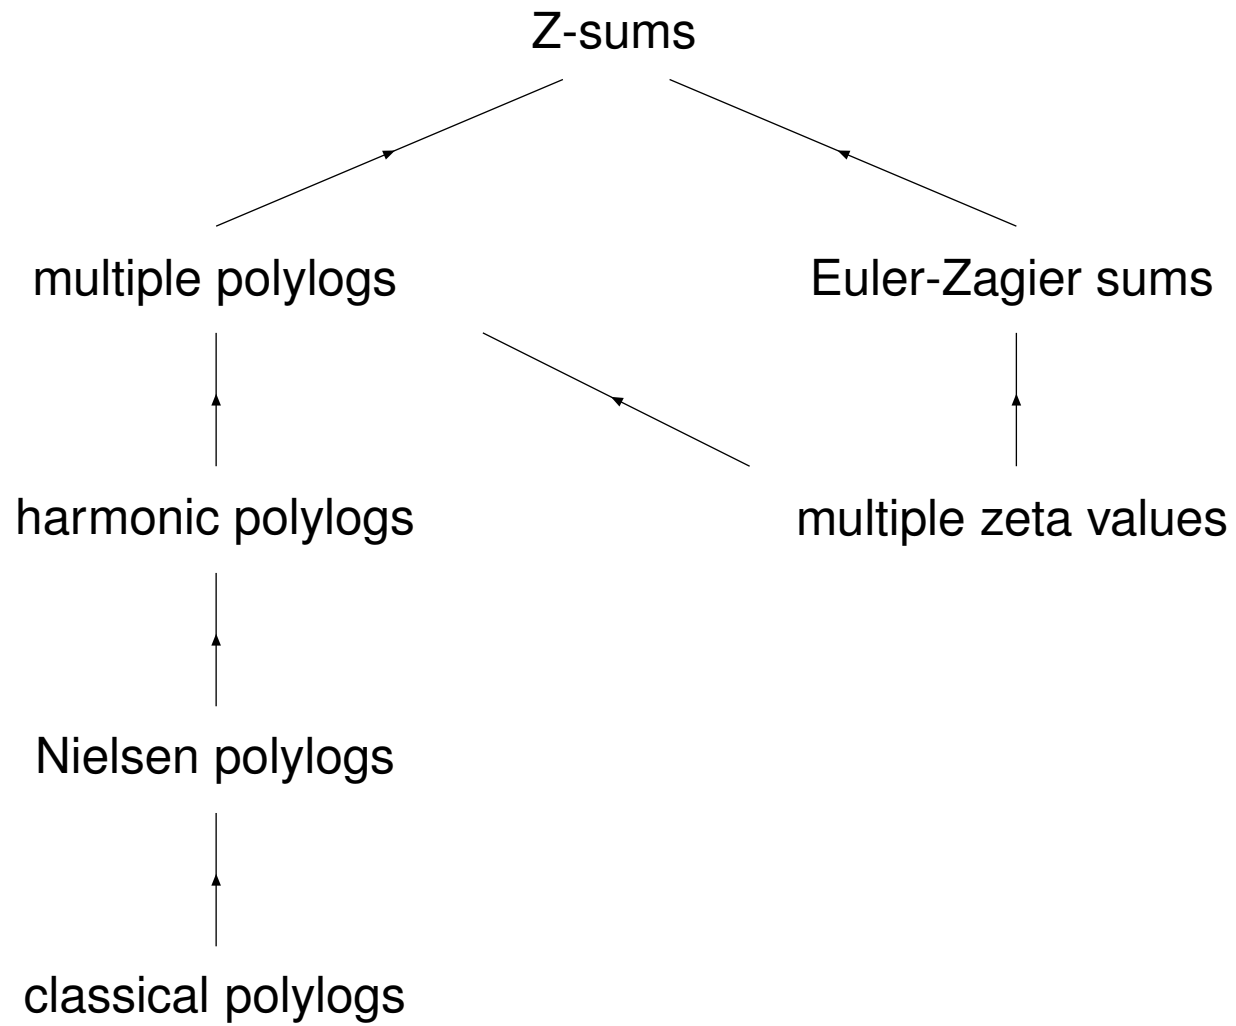 Z-sums
multiple polylogs
Euler-Zagier sums
harmonic polylogs
multiple zeta values
Nielsen polylogs
classical polylogs